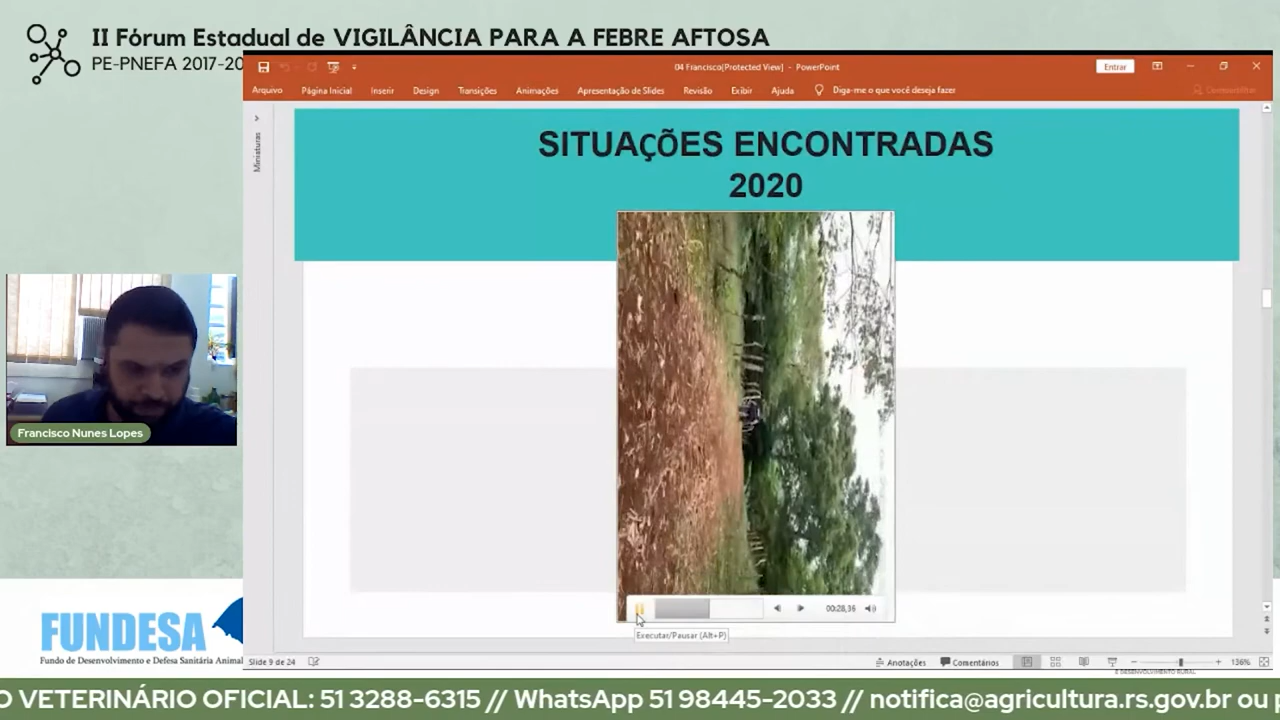 II Fórum Estadual de VIGILÂNCIA PARA A FEBRE AFTOSA
PE-PNEFA 2017-20
04 Francisco[Protected View] - PowerPoint
Entrar
Arquivo Página Inicial Inserir Design Transições Animações Apresentação de Slides Revisão Exibir Ajuda Diga-me o que você deseja fazer Compartilhar
Miniaturas
SITUAÇÕES ENCONTRADAS
2020
Francisco Nunes Lopes
00:28,36
Executar/Pausar (Alt+P)
FUNDESA
Fundo de Desenvolvimento e Defesa Sanitária Animal
Slide 9 de 24
Anotações Comentários 136%
E DESENVOLVIMENTO RURAL
O VETERINÁRIO OFICIAL: 51 3288-6315 // WhatsApp 51 98445-2033 // notifica@agricultura.rs.gov.br ou p